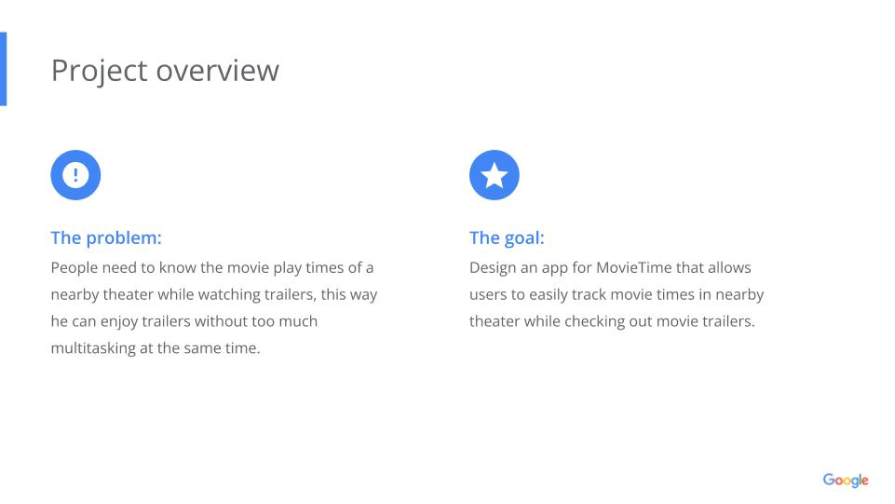 Project overview
The problem:
People need to know the movie play times of a
nearby theater while watching trailers, this way
he can enjoy trailers without too much
multitasking at the same time.
The goal:
Design an app for MovieTime that allows
users to easily track movie times in nearby
theater while checking out movie trailers.
Google